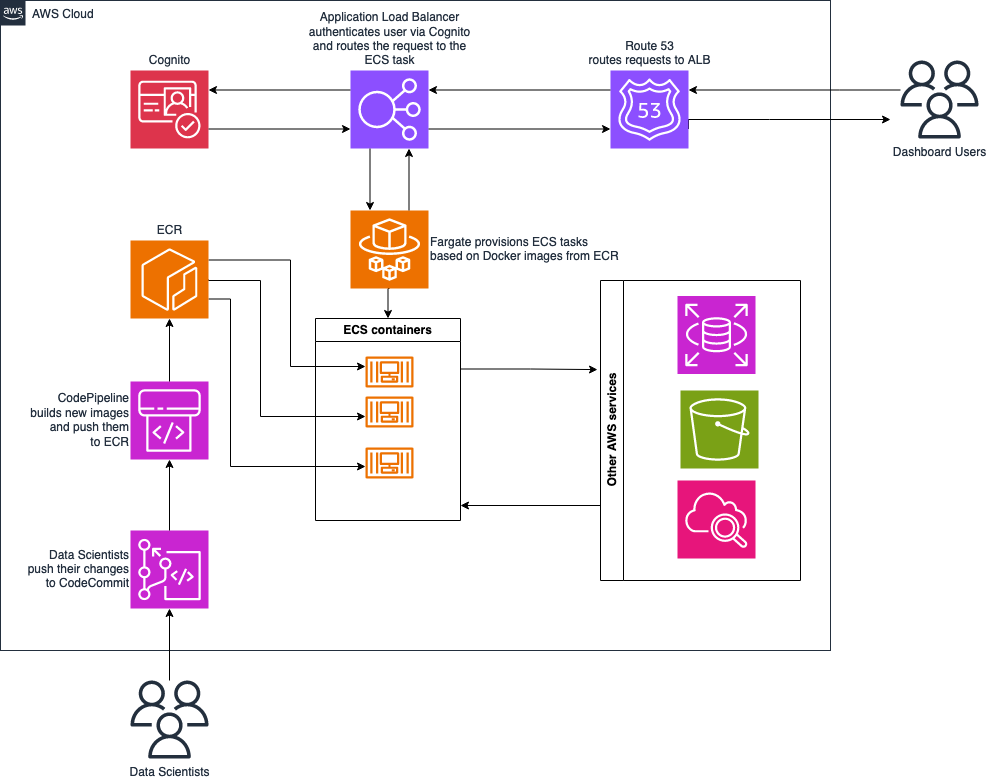 aws
AWS Cloud
Application Load Balancer
authenticates user via Cognito
and routes the request to the
ECS task
Cognito
Route 53
routes requests to ALB
53
Dashboard Users
ECR
Fargate provisions ECS tasks
based on Docker images from ECR
ECS containers
CodePipeline
builds new images
and push them
to ECR
</>
Other AWS services
Data Scientists
push their changes
to CodeCommit
</>
Data Scientists